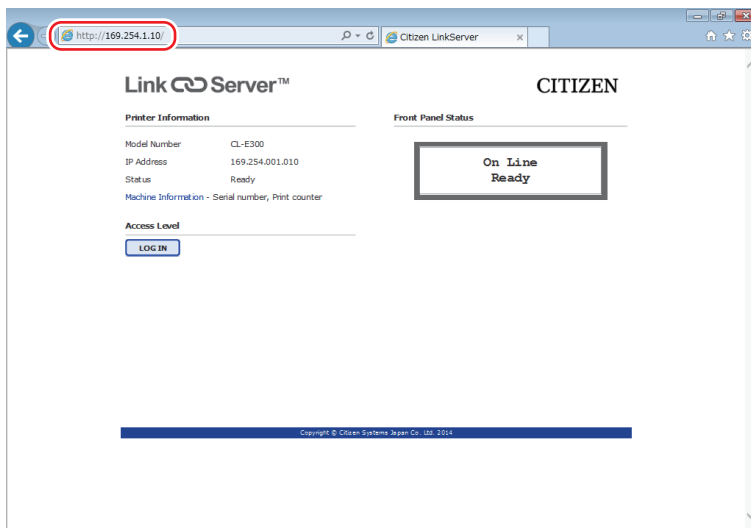 http://169.254.1.10/
Citizen LinkServer
Link Server™
CITIZEN
Printer Information
Model Number CL-E300
IP Address 169.254.001.010
Status Ready
Machine Information - Serial number, Print counter
Access Level
LOG IN
Front Panel Status
On Line
Ready
Copyright © Citizen Systems Japan Co. Ltd. 2014